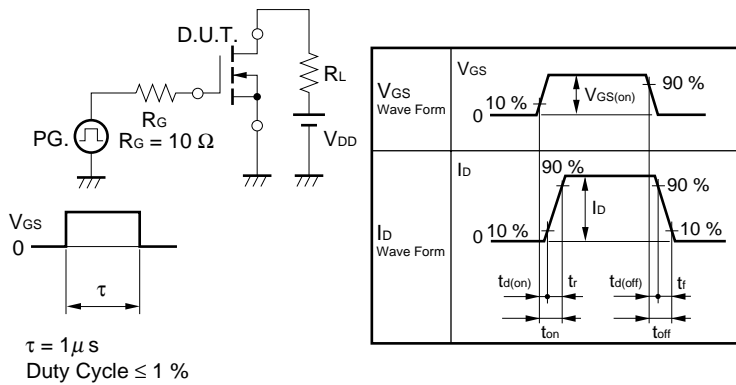 D.U.T.
RL
RG
RG = 10 Ω
PG.
VDD
VGS
0
τ
τ = 1μ s
Duty Cycle ≤ 1 %
VGS
Wave Form
VGS
10 %
0
VGS(on)
90 %
ID
Wave Form
ID
90 %
0
10 %
ID
90 %
10 %
td(on)
tr
td(off)
tf
ton
toff